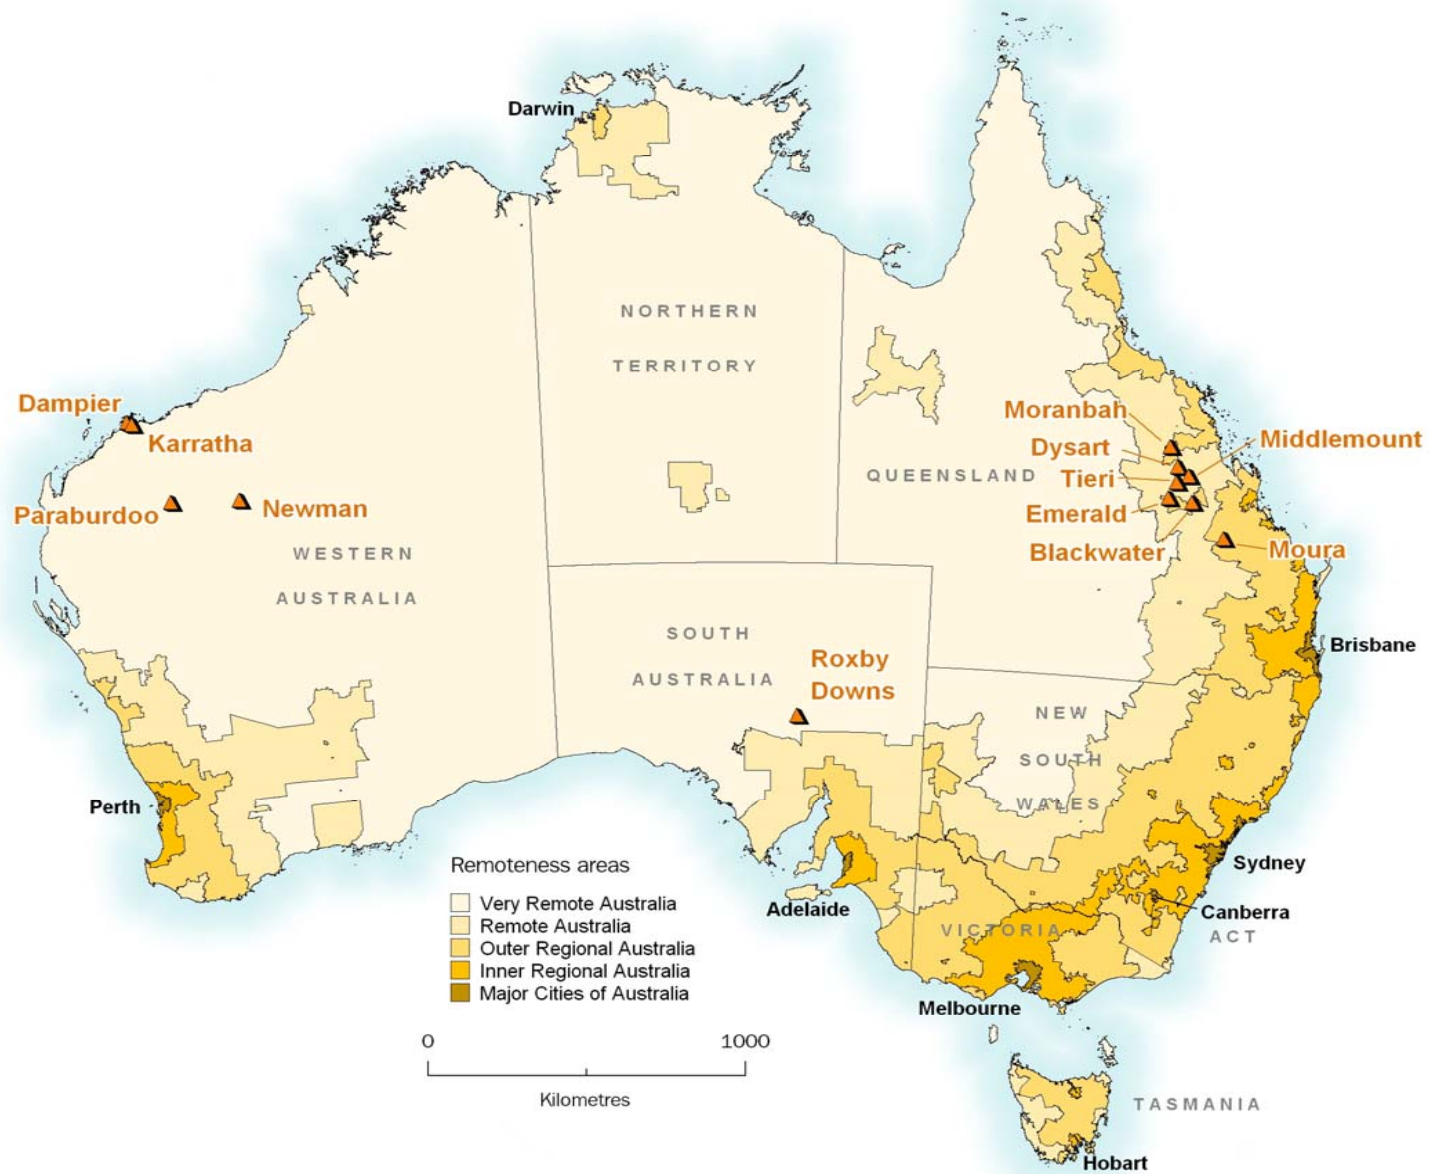 Darwin
NORTHERN
TERRITORY
Dampier
Karratha
Paraburdoo
Newman
WESTERN
AUSTRALIA
Moranbah
Dysart
Middlemount
QUEENSLAND
Tieri
Emerald
Blackwater
Moura
SOUTH
AUSTRALIA
Roxby
Downs
Brisbane
NEW
SOUTH
WALES
Perth
Sydney
Adelaide
Canberra
ACT
VICTORIA
Melbourne
Remoteness areas
Very Remote Australia
Remote Australia
Outer Regional Australia
Inner Regional Australia
Major Cities of Australia
0 1000
Kilometres
TASMANIA
Hobart